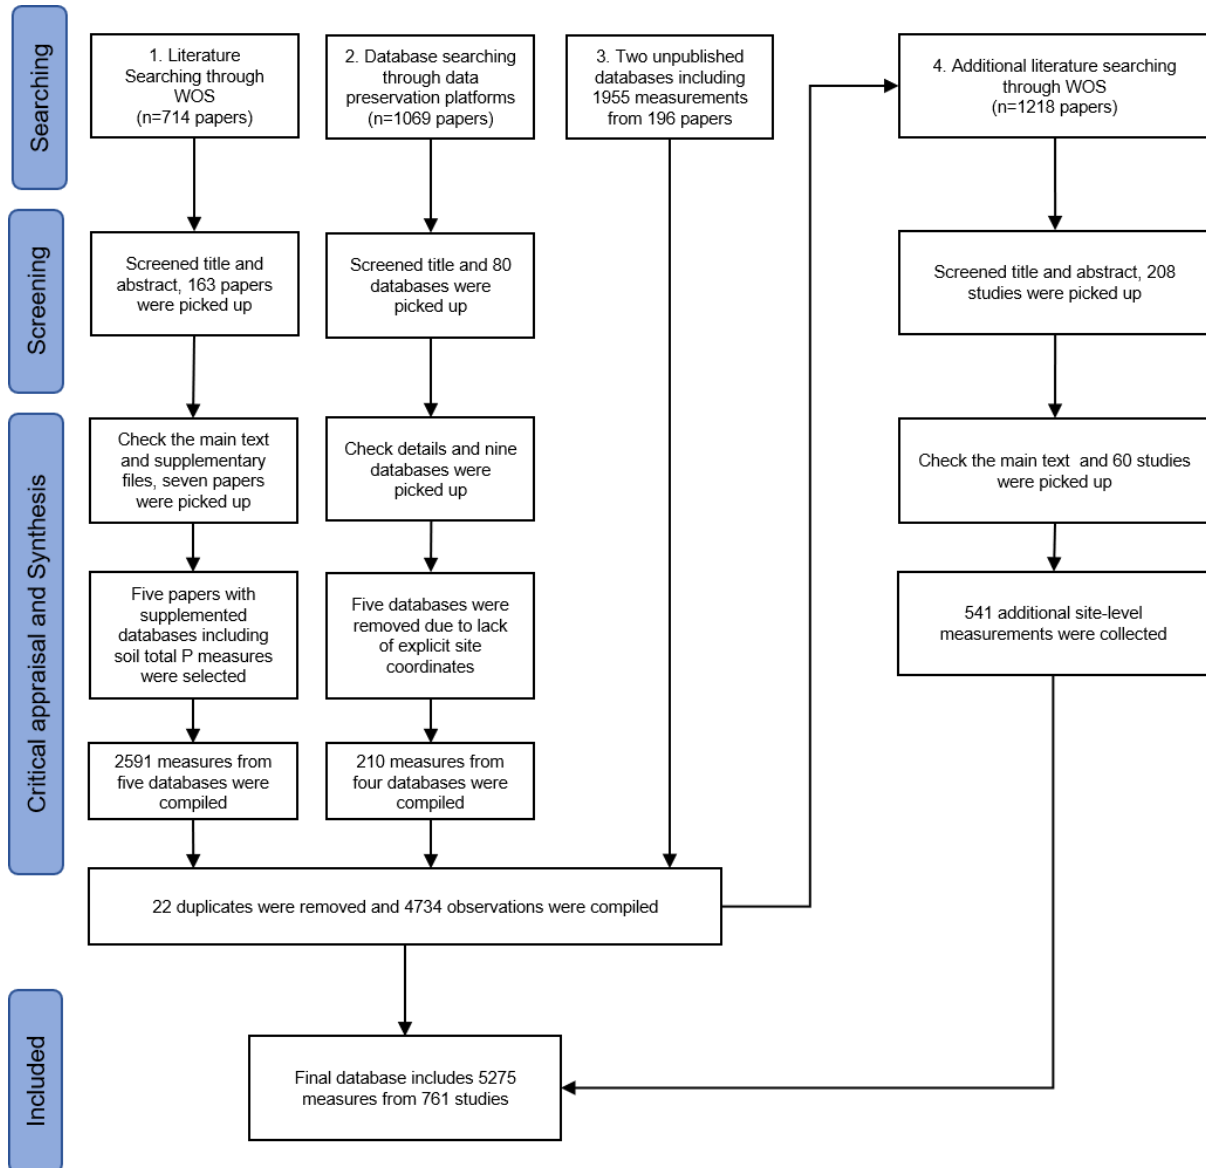 Searching
1. Literature
Searching through
WOS
(n=714 papers)
2. Database searching
through data
preservation platforms
(n=1069 papers)
3. Two unpublished
databases including
1955 measurements
from 196 papers
4. Additional literature searching
through WOS
(n=1218 papers)
Screening
Screened title and
abstract, 163 papers
were picked up
Screened title and 80
databases were
picked up
Screened title and abstract, 208
studies were picked up
Critical appraisal and Synthesis
Check the main text
and supplementary
files, seven papers
were picked up
Check details and nine
databases were
picked up
Check the main text and 60 studies
were picked up
Five papers with
supplemented
databases including
soil total P measures
were selected
Five databases were
removed due to lack
of explicit site
coordinates
541 additional site-level
measurements were collected
2591 measures from
five databases were
compiled
210 measures from
four databases were
compiled
22 duplicates were removed and 4734 observations were compiled
Included
Final database includes 5275
measures from 761 studies